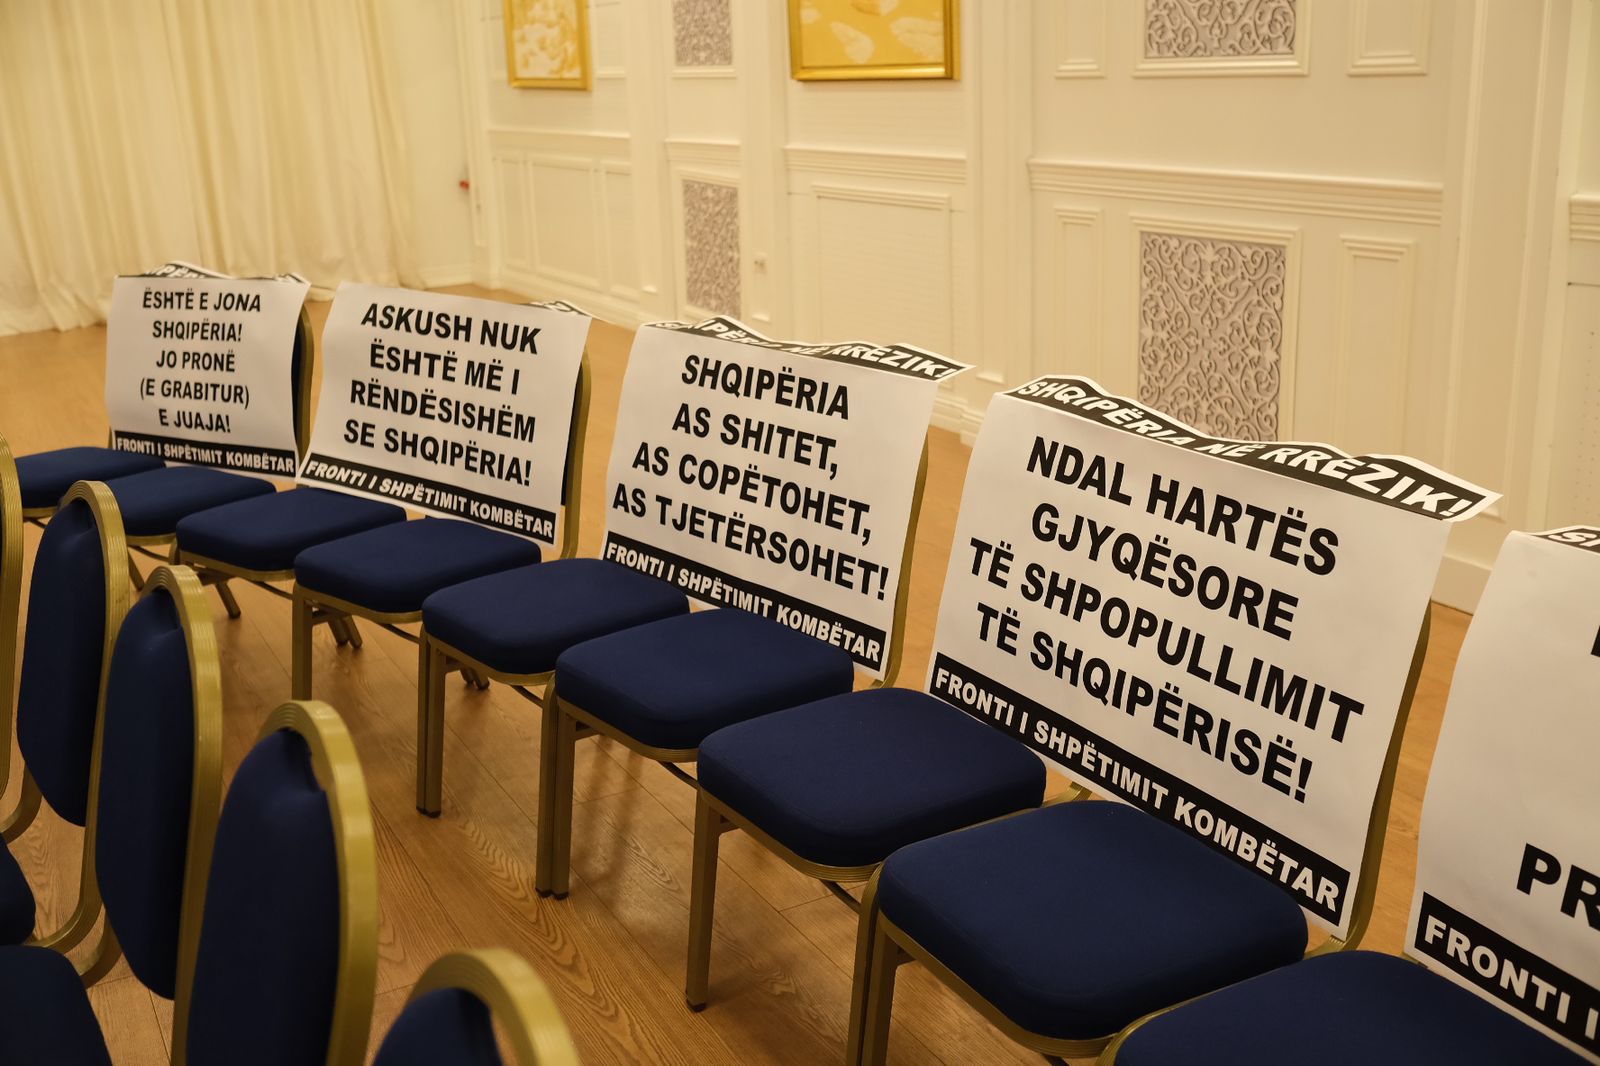 ËSHTË E JONA
SHQIPËRIA!
JO PRONË
(E GRABITUR)
E JUAJA!
FRONTI I SHPËTIMIT KOMBËTAR
ASKUSH NUK
ËSHTË MË I
RËNDËSISHËM
SE SHQIPËRIA!
FRONTI I SHPËTIMIT KOMBËTAR
RREZIK!
SHQIPËRIA
AS SHITET,
AS COPËTOHET,
AS TJETËRSOHET!
FRONTI I SHPËTIMIT KOMBËTAR
SHQIPËRIA NË RREZIK!
NDAL HARTËS
GJYQËSORE
TË SHPOPULLIMIT
TË SHQIPËRISË!
FRONTI I SHPËTIMIT KOMBËTAR
FRONTI I